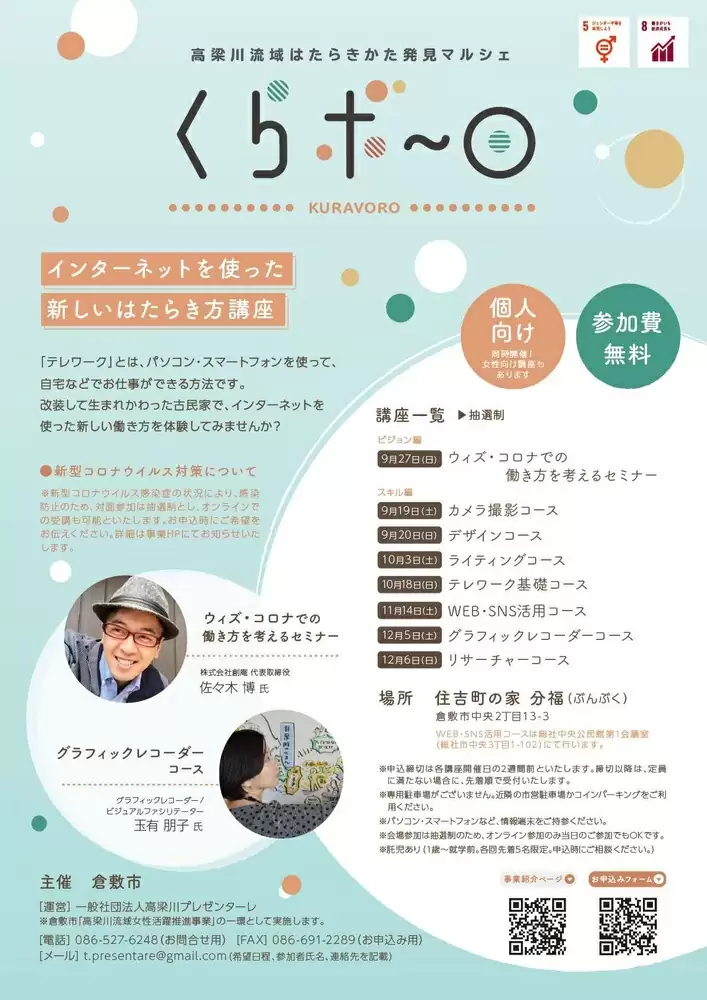 5 ジェンダー平等を
実現しよう
8 働きがいも
経済成長も
高梁川流域はたらきかた発見マルシェ
くらボ〜ロ
KURAVORO
インターネットを使った
新しいはたらき方講座
個人
向け
同時開催！
女性向け講座も
あります
参加費
無料
「テレワーク」とは、パソコン・スマートフォンを使って、
自宅などでお仕事ができる方法です。
改装して生まれかわった古民家で、インターネットを
使った新しい働き方を体験してみませんか？
●新型コロナウイルス対策について
※新型コロナウイルス感染症の状況により、感染
防止のため、対面参加は抽選制とし、オンラインで
の受講も可能といたします。お申込時にご希望を
お伝えください。詳細は事業HPにてお知らせいた
します。
講座一覧 ▶抽選制
ビジョン編
9月27日(日) ウィズ・コロナでの
働き方を考えるセミナー
スキル編
9月19日(土) カメラ撮影コース
9月20日(日) デザインコース
10月3日(土) ライティングコース
10月18日(日) テレワーク基礎コース
11月14日(土) WEB・SNS活用コース
12月5日(土) グラフィックレコーダーコース
12月6日(日) リサーチャーコース
ウィズ・コロナでの
働き方を考えるセミナー
株式会社創庵 代表取締役
佐々木 博 氏
グラフィックレコーダー
コース
グラフィックレコーダー/
ビジュアルファシリテーター
玉有 朋子 氏
場所 住吉町の家 分福(ぶんぶく)
倉敷市中央2丁目13-3
WEB・SNS活用コースは総社中央公民館第1会議室
(総社市中央3丁目1-102)にて行います。
※申込締切は各講座開催日の2週間前といたします。締切以降は、定員
に満たない場合に、先着順で受付いたします。
※専用駐車場がございません。近隣の市営駐車場かコインパーキングをご利
用ください。
※パソコン・スマートフォンなど、情報端末をご持参ください。
※会場参加は抽選制のため、オンライン参加のみ当日のご参加でもOKです。
※託児あり(1歳〜就学前。各回先着5名限定。申込時にご相談ください。)
主催 倉敷市
[運営] 一般社団法人高梁川プレゼンターレ
※倉敷市「高梁川流域女性活躍推進事業」の一環として実施します。
[電話] 086-527-6248(お問合せ用) [FAX] 086-691-2289(お申込み用)
[メール] t.presentare@gmail.com(希望日程、参加者氏名、連絡先を記載)
事業紹介ページ
お申込みフォーム